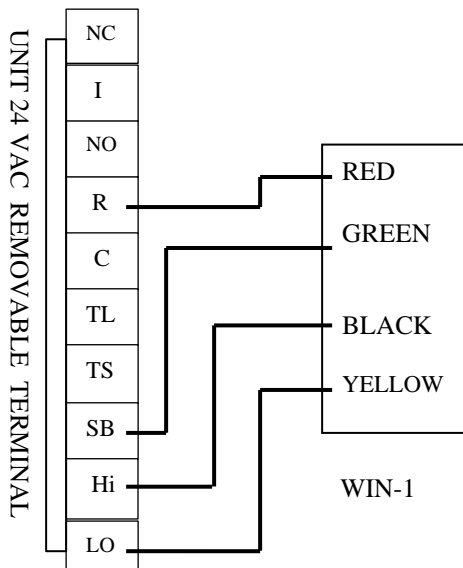 UNIT 24 VAC REMOVABLE TERMINAL
NC
I
NO
R
C
TL
TS
SB
Hi
LO
RED
GREEN
BLACK
YELLOW
WIN-1